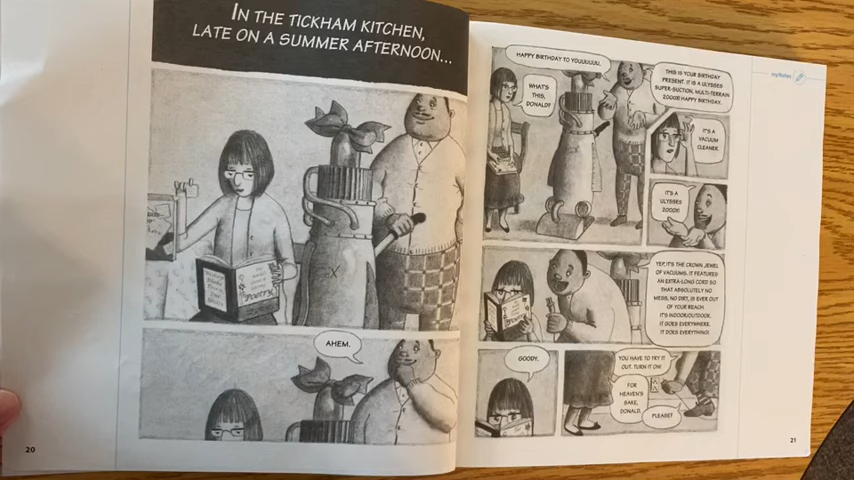 IN THE TICKHAM KITCHEN,
LATE ON A SUMMER AFTERNOON...
POETRY
AHEM.
20
HAPPY BIRTHDAY TO YOUUUUUU,
WHAT'S
THIS,
DONALD?
THIS IS YOUR BIRTHDAY
PRESENT. IT IS A ULYSSES
SUPER-SUCTION, MULTI-TERRAIN
2000X! HAPPY BIRTHDAY.
IT'S A
VACUUM
CLEANER.
IT'S A
ULYSSES
2000X!
YEP, IT'S THE CROWN JEWEL
OF VACUUMS. IT FEATURES
AN EXTRA-LONG CORD SO
THAT ABSOLUTELY NO
MESS, NO DIRT, IS EVER OUT
OF YOUR REACH.
IT'S INDOOR/OUTDOOR.
IT GOES EVERYWHERE.
IT DOES EVERYTHING!
GOODY.
YOU HAVE TO TRY IT
OUT. TURN IT ON!
FOR
HEAVEN'S
SAKE,
DONALD.
PLEASE?
myNotes
21